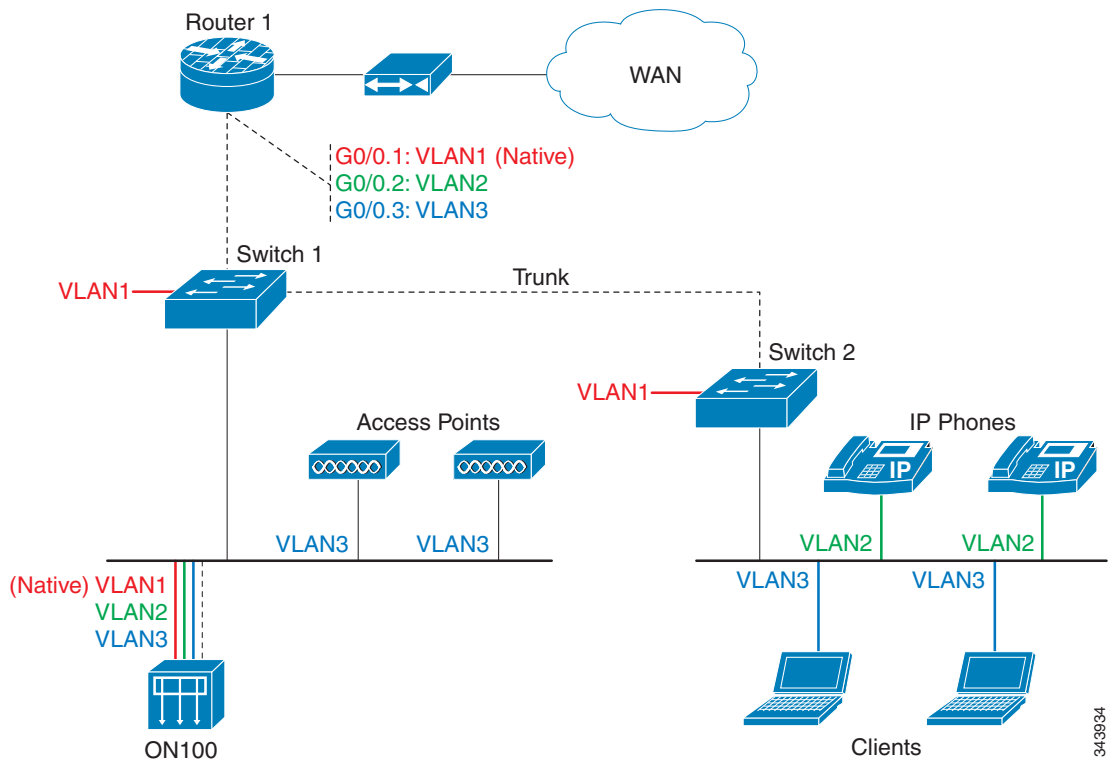 Router 1
WAN
G0/0.1: VLAN1 (Native)
G0/0.2: VLAN2
G0/0.3: VLAN3
Switch 1
VLAN1
Trunk
Switch 2
VLAN1
Access Points
IP Phones
IP
IP
VLAN3
VLAN3
VLAN2
VLAN2
(Native) VLAN1
VLAN2
VLAN3
VLAN3
VLAN3
ON100
Clients
343934